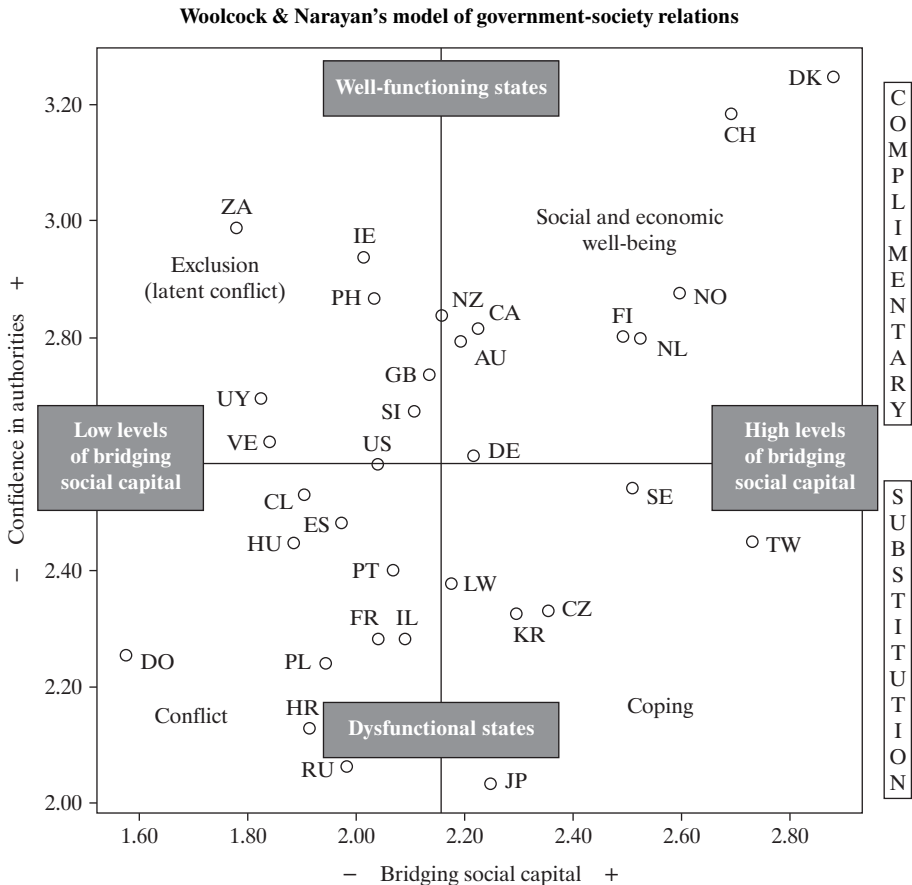 Woolcock & Narayan's model of government-society relations
Well-functioning states
DK
3.20
CH
COMPLIMENTARY
ZA
3.00
IE
Social and economic
well-being
Exclusion
(latent conflict)
PH
NZ
CA
NO
FI
2.80
AU
NL
GB
UY
SI
Low levels
of bridging
social capital
VE
US
DE
High levels
of bridging
social capital
CL
SE
ES
HU
TW
SUBSTITUTION
2.40
PT
LW
FR
IL
KR
CZ
DO
PL
2.20
HR
Conflict
Dysfunctional states
Coping
RU
JP
2.00
1.60
1.80
2.00
2.20
2.40
2.60
2.80
− Bridging social capital +
− Confidence in authorities +